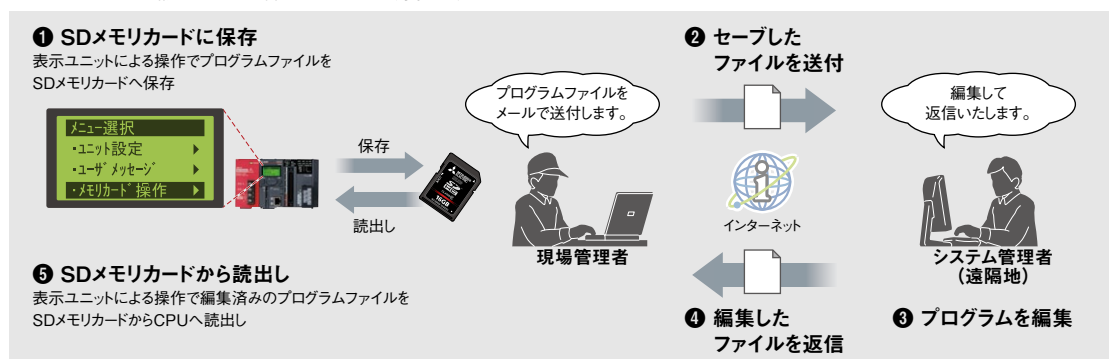 ❶ SDメモリカードに保存
表示ユニットによる操作でプログラムファイルを
SDメモリカードへ保存
メニュー選択
・ユニット設定
・ユーザ メッセージ
・メモリカード操作
保存
読出し
16GB
プログラムファイルを
メールで送付します。
現場管理者
❷ セーブした
ファイルを送付
インターネット
編集して
返信いたします。
システム管理者
(遠隔地)
❸ プログラムを編集
❹ 編集した
ファイルを返信
❺ SDメモリカードから読出し
表示ユニットによる操作で編集済みのプログラムファイルを
SDメモリカードからCPUへ読出し